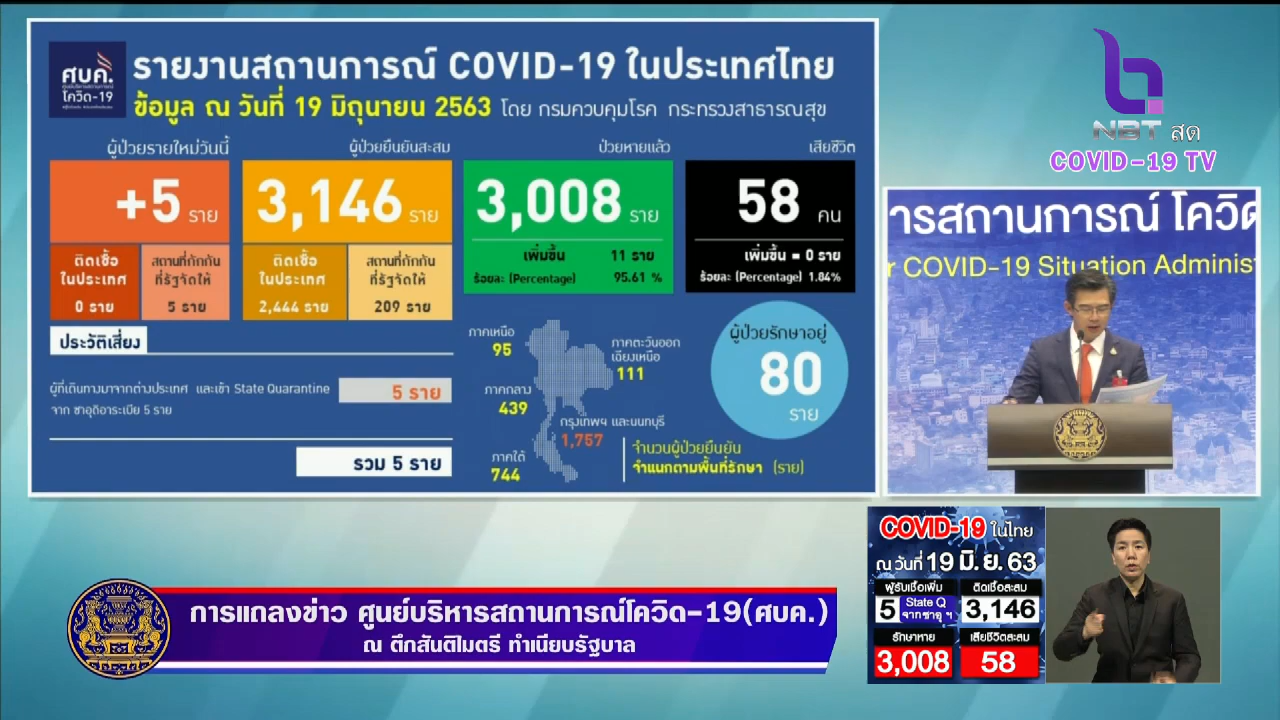 ศบค.
โควิด-19
รายงานสถานการณ์ COVID-19 ในประเทศไทย
ข้อมูล ณ วันที่ 19 มิถุนายน 2563 โดย กรมควบคุมโรค กระทรวงสาธารณสุข
ผู้ป่วยรายใหม่วันนี้
+5 ราย
ติดเชื้อ
ในประเทศ
0 ราย
สถานที่กักกัน
ที่รัฐจัดให้
5 ราย
ผู้ป่วยยืนยันสะสม
3,146 ราย
ติดเชื้อ
ในประเทศ
2,444 ราย
สถานที่กักกัน
ที่รัฐจัดให้
209 ราย
ป่วยหายแล้ว
3,008 ราย
เพิ่มขึ้น 11 ราย
ร้อยละ (Percentage) 95.61 %
เสียชีวิต
58 คน
เพิ่มขึ้น = 0 ราย
ร้อยละ (Percentage) 1.84%
ประวัติเสี่ยง
ผู้ที่เดินทางมาจากต่างประเทศ และเข้า State Quarantine
จาก ซาอุดิอาระเบีย 5 ราย
5 ราย
รวม 5 ราย
ภาคเหนือ
95
ภาคตะวันออก
เฉียงเหนือ
111
ภาคกลาง
439
กรุงเทพฯ และนนทบุรี
1,757
ภาคใต้
744
ผู้ป่วยรักษาอยู่
80
ราย
จำนวนผู้ป่วยยืนยัน
จำแนกตามพื้นที่รักษา (ราย)
NBT สด
COVID-19 TV
ารสถานการณ์ โควิด
r COVID-19 Situation Administ
COVID-19 ในไทย
ณ วันที่ 19 มิ.ย. 63
ผู้รับเชื้อเพิ่ม
5 State Q
จากซาอุฯ
ติดเชื้อสะสม
3,146
รักษาหาย
3,008
เสียชีวิตสะสม
58
การแถลงข่าว ศูนย์บริหารสถานการณ์โควิด-19(ศบค.)
ณ ตึกสันติไมตรี ทำเนียบรัฐบาล